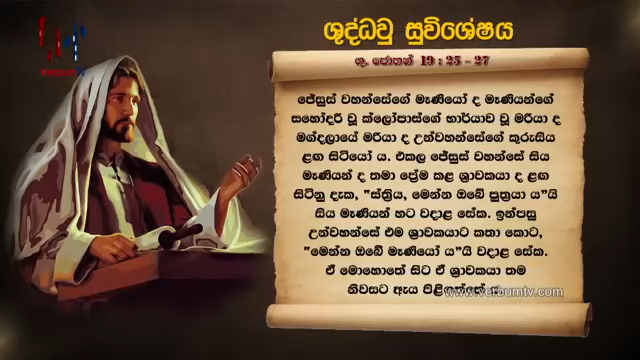 ශුද්ධවූ සුවිශේෂය
ශු. ජොහන් 19 : 25 - 27
ජේසුස් වහන්සේගේ මෑණියෝ ද මෑණියන්ගේ
සහෝදරී වූ ක්ලෝපාස්ගේ භාර්යාව වූ මරියා ද
මග්දලායේ මරියා ද උන්වහන්සේගේ කුරුසිය
ළඟ සිටියෝ ය. එකල ජේසුස් වහන්සේ සිය
මෑණියන් ද තමා ප්‍රේම කළ ශ්‍රාවකයා ද ළඟ
සිටිනු දැක, "ස්ත්‍රිය, මෙන්න ඔබේ පුත්‍රයා ය"යි
සිය මෑණියන් හට වදාළ සේක. ඉන්පසු
උන්වහන්සේ එම ශ්‍රාවකයාට කතා කොට,
"මෙන්න ඔබේ මෑණියෝ ය"යි වදාළ සේක.
ඒ මොහොතේ සිට ඒ ශ්‍රාවකයා තම
නිවසට ඇය
www.verbumtv.com